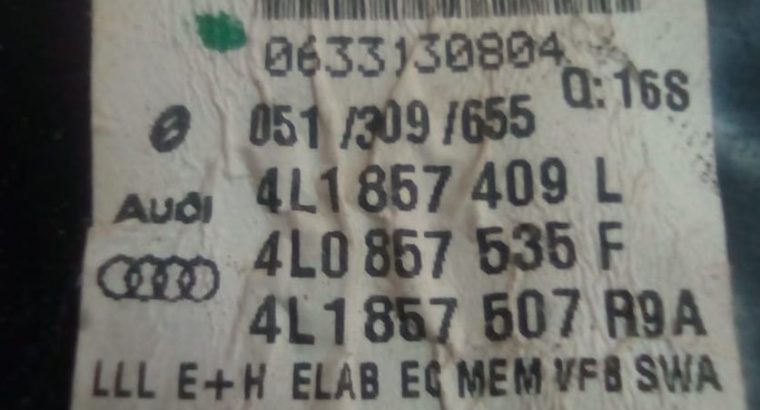 0633130804
Q: 16S
051 /309 /655
Audi
4L1 857 409 L
4L0 857 535 F
4L1 857 507 R9A
LLL E+H ELAB EC MEM VFB SWA